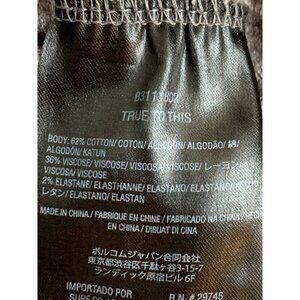 TRUE TO THIS
BODY: 62% COTTON/ COTON/ ALGODÓN/ ALGODÃO/ 綿/
ALGODÓN/ KATUN
36% VISCOSE/ VISCOSE/ VISCOSA/ VISCOSE/ レーヨン/
VISCOSA/ VISCOSE
2% ELASTANE/ ELASTHANNE/ ELASTANO/ ELASTANO/
レタン/ ELASTANO/ ELASTAN
MADE IN CHINA / FABRIQUE EN CHINE / FABRICADO NA CHINA /
EN CHINA / DIBUAT DI CINA
ボルコムジャパン合同会社
東京都渋谷区千駄ヶ谷3-15-7
ランディック原宿ビル 6F
IMPORTADO POR
R.N. # 29745